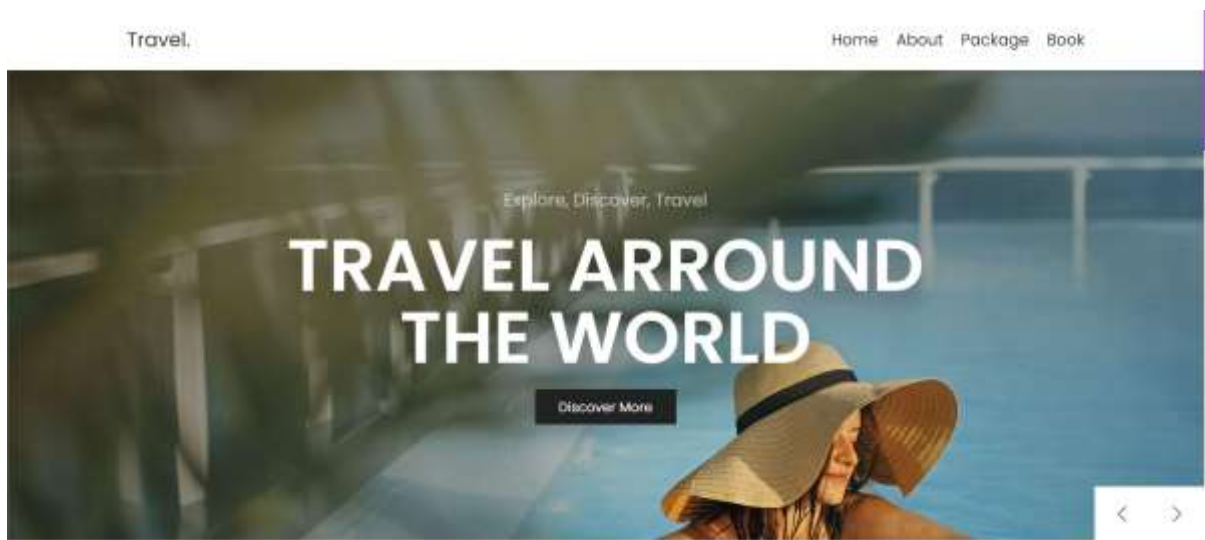 Travel.
Home About Package Book
Explore, Discover, Travel
TRAVEL ARROUND
THE WORLD
Discover More